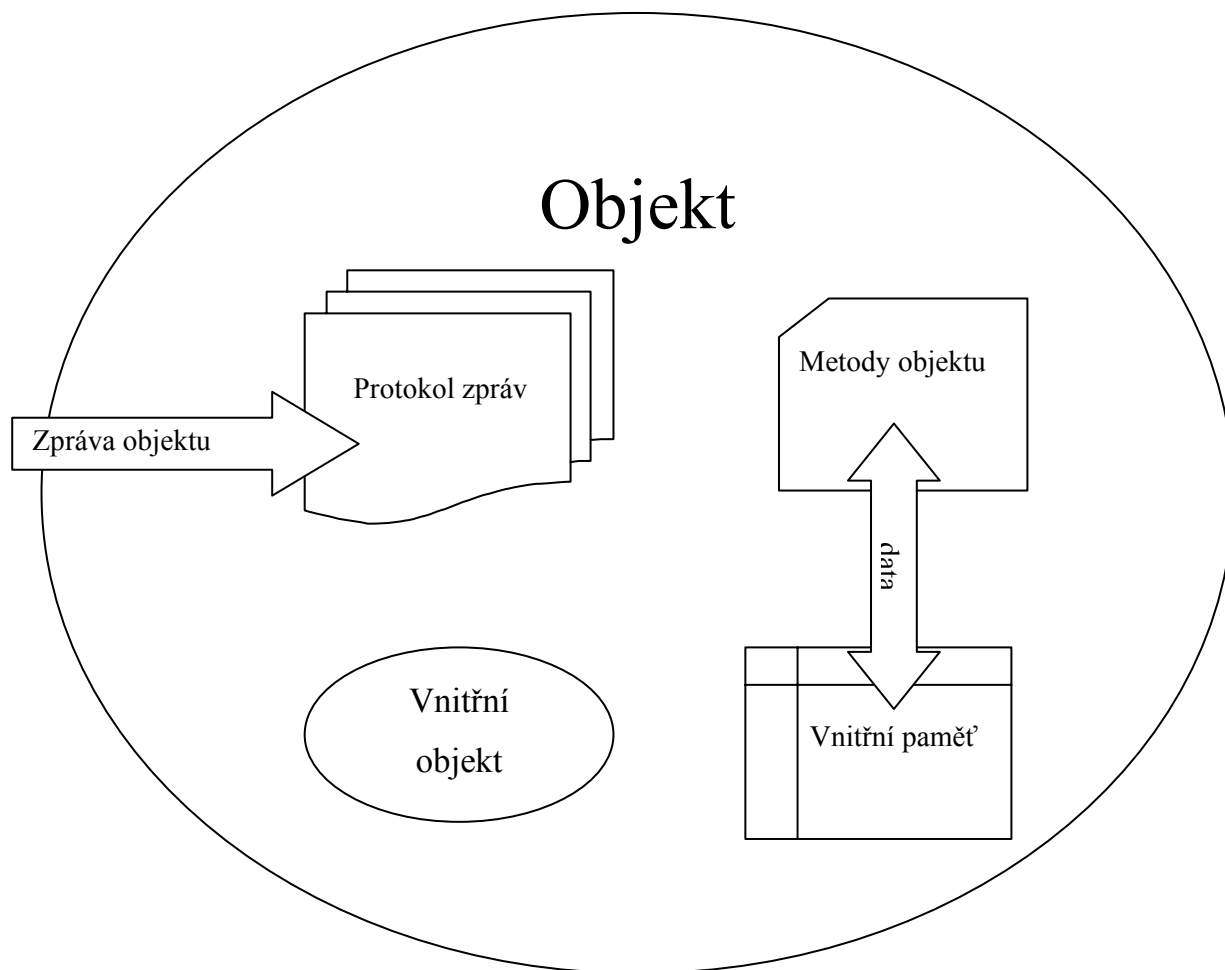 Objekt
Protokol zpráv
Metody objektu
Zpráva objektu
data
Vnitřní
objekt
Vnitřní paměť